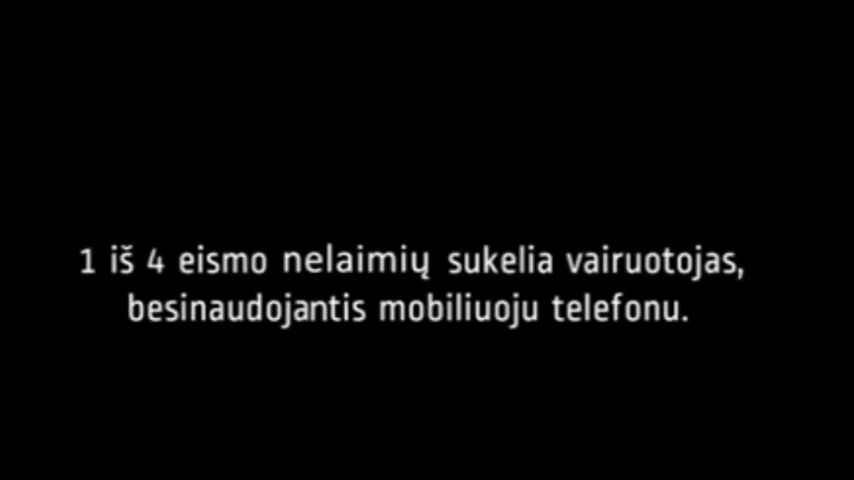 1 iš 4 eismo nelaimių sukelia vairuotojas,
besinaudojantis mobiliuoju telefonu.